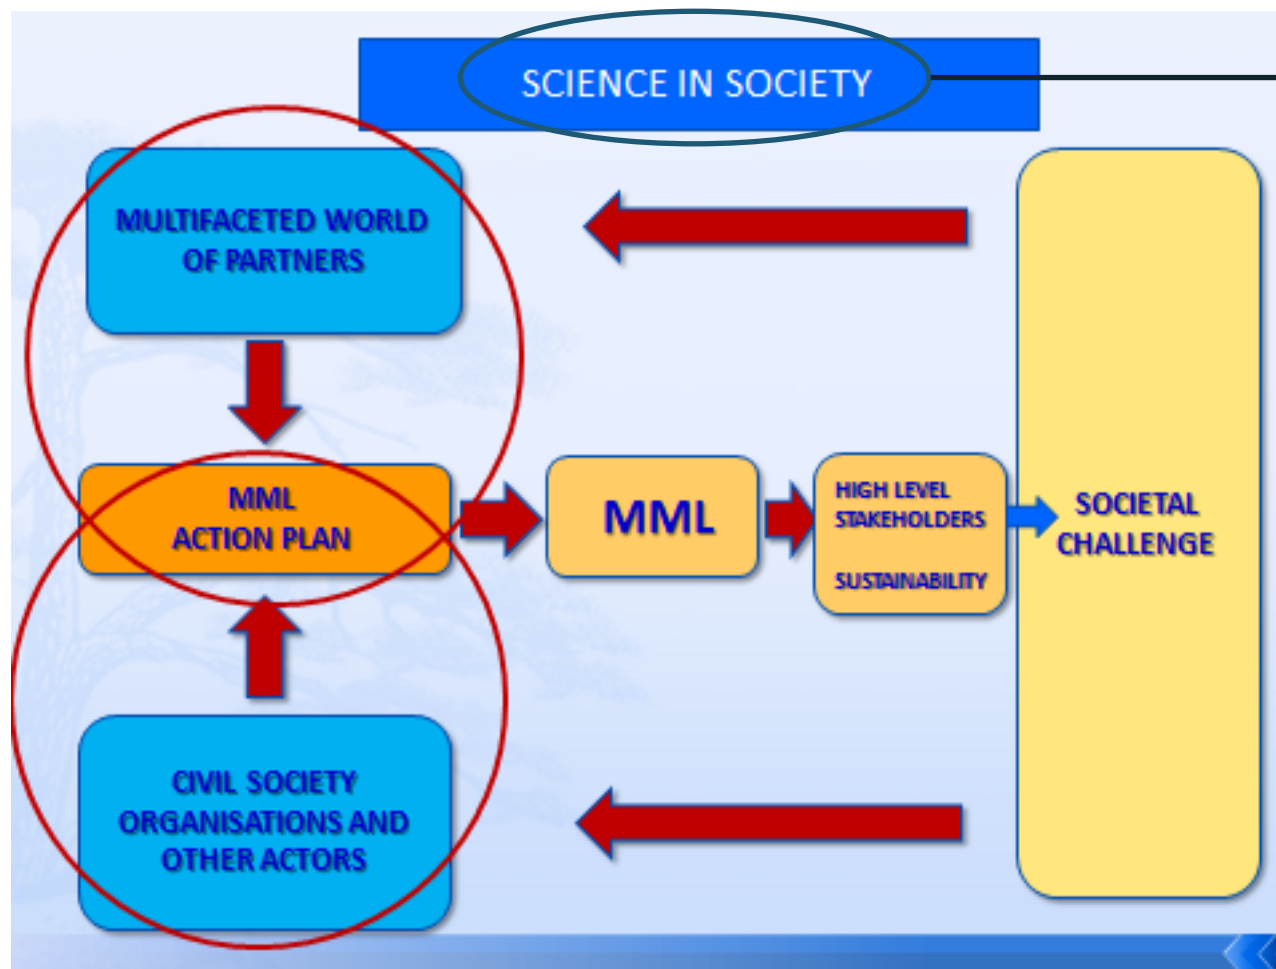 SCIENCE IN SOCIETY
MULTIFACETED WORLD
OF PARTNERS
MML
ACTION PLAN
MML
HIGH LEVEL
STAKEHOLDERS
SUSTAINABILITY
SOCIETAL
CHALLENGE
CIVIL SOCIETY
ORGANISATIONS AND
OTHER ACTORS